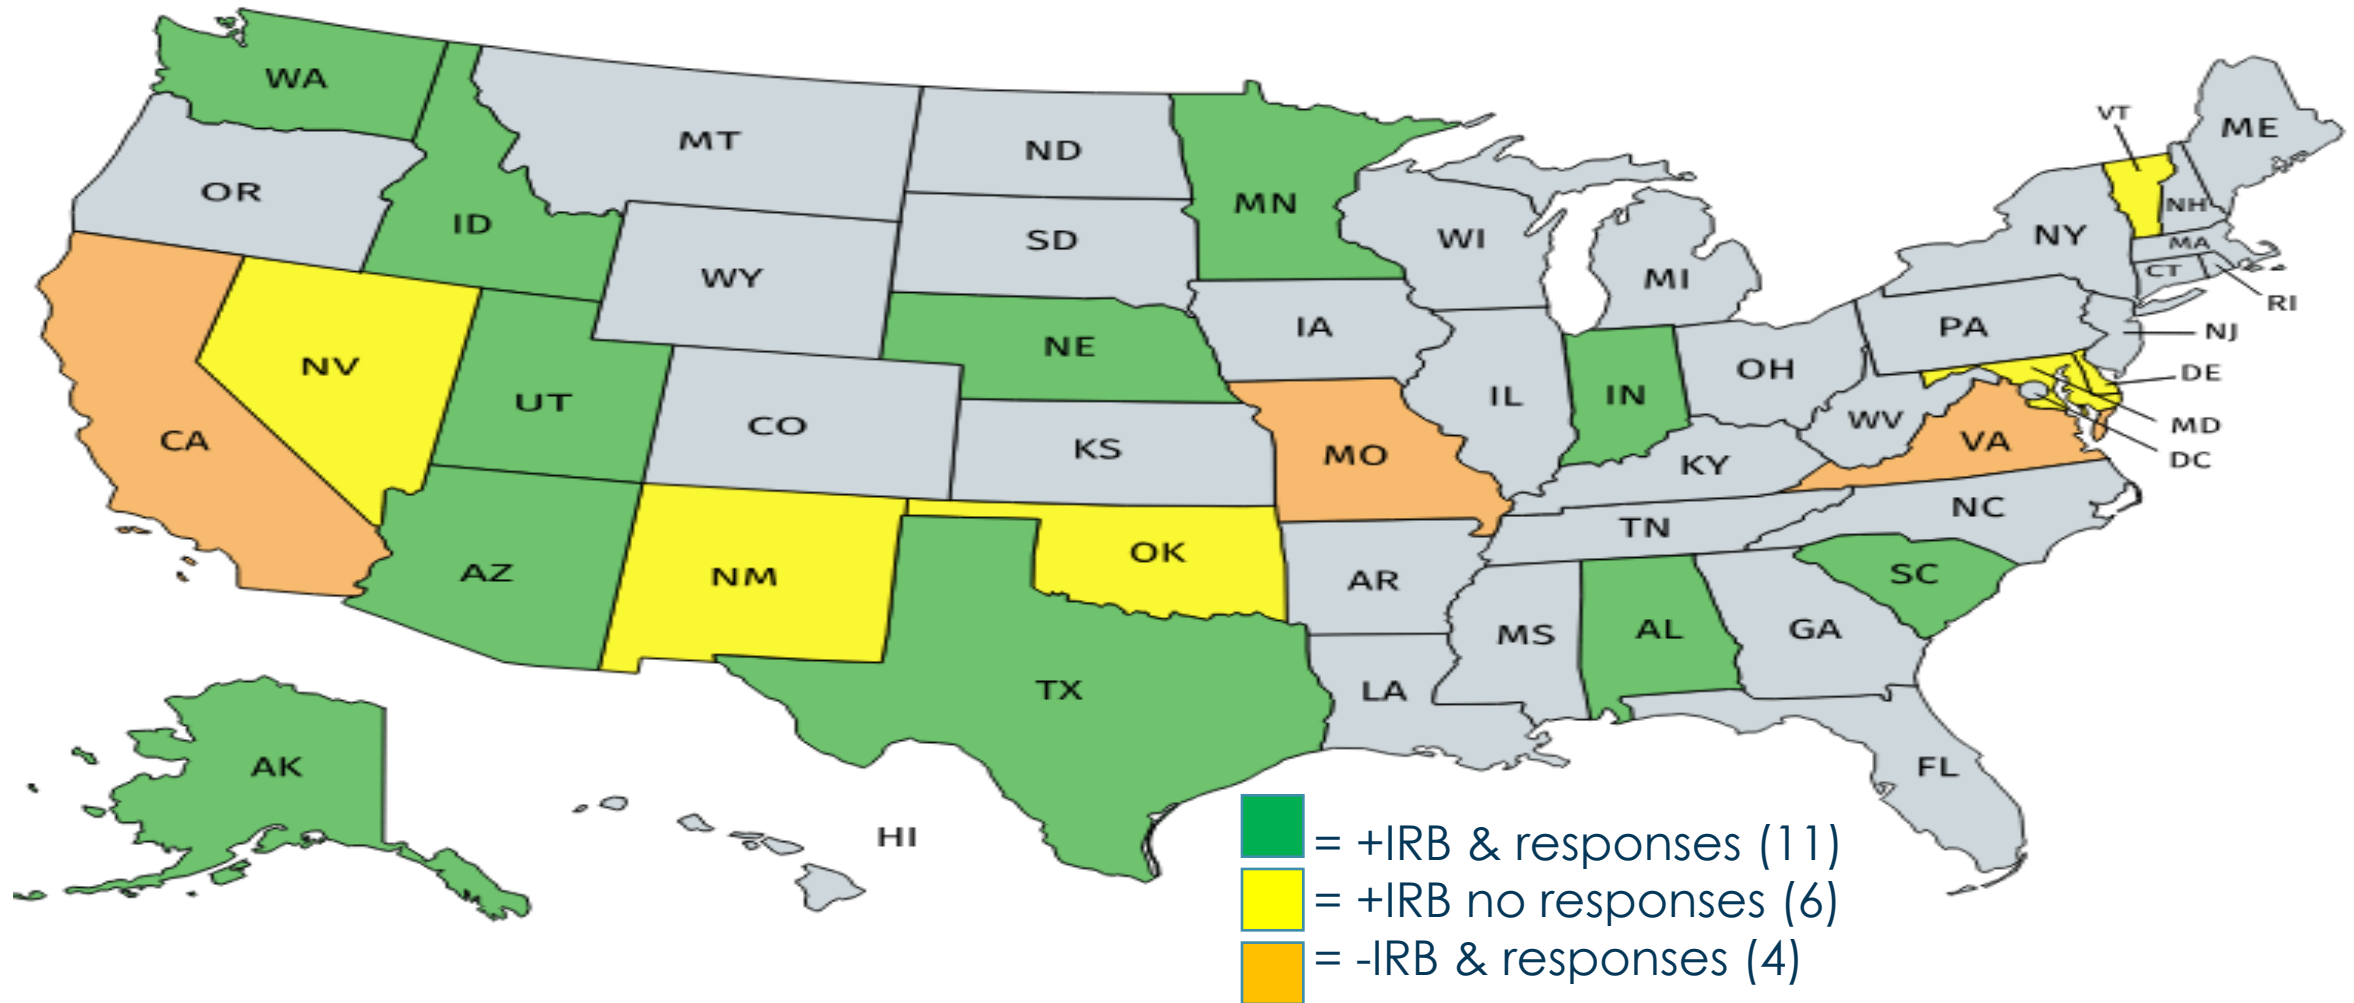 WA
MT
ND
MN
VT
ME
OR
ID
SD
WI
NY
NH
MA
WY
MI
CT
RI
NV
NE
IA
PA
NJ
UT
CO
KS
IL
IN
OH
DE
CA
MO
WV
VA
MD
KY
DC
AZ
NM
OK
AR
TN
NC
TX
MS
AL
GA
SC
LA
AK
HI
FL
= +IRB & responses (11)
= +IRB no responses (6)
= -IRB & responses (4)